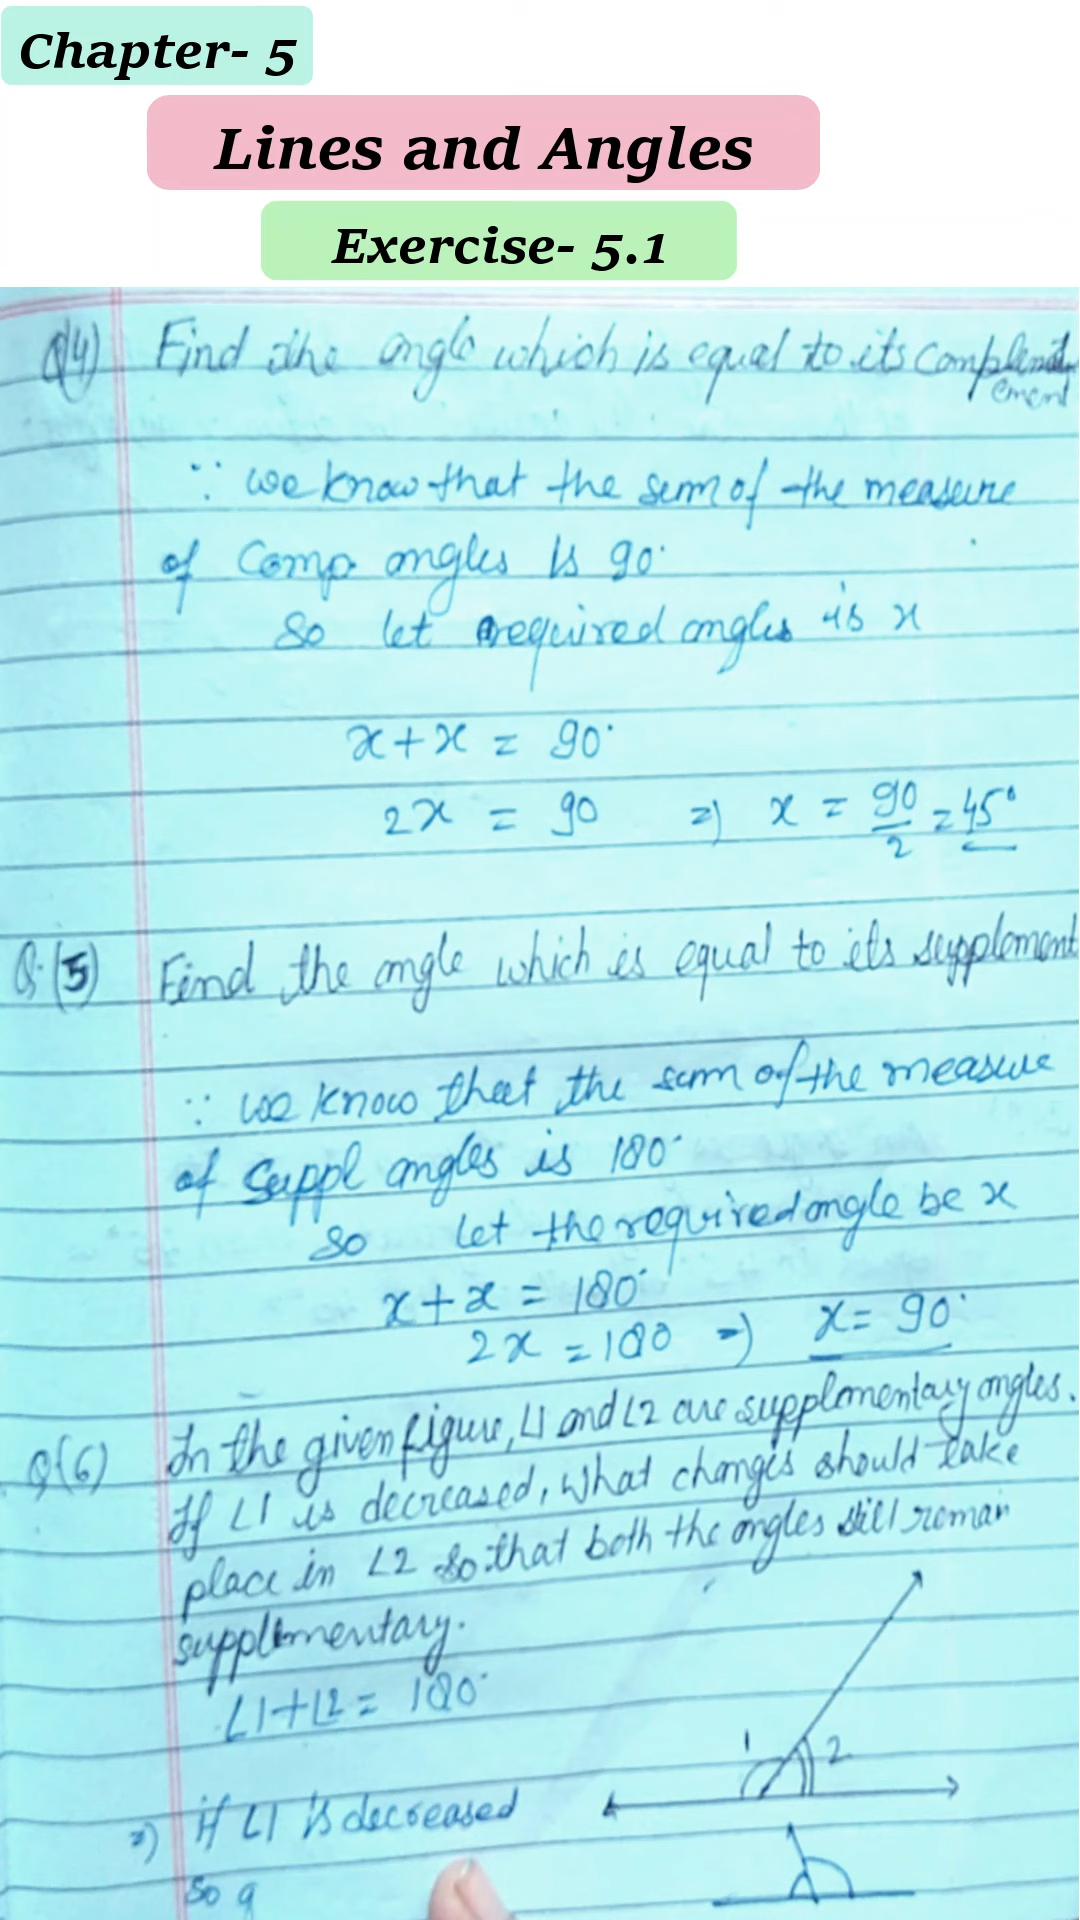 Chapter- 5
Lines and Angles
Exercise- 5.1
Q(4) Find the angle which is equal to its complement
ement
∵ we know that the sum of the measure
of Comp angles is 90°
So let required angles is x
x + x = 90°
2x = 90 ⇒ x = 90/2 = 45°
Q.(5) Find the angle which is equal to its supplement
∵ we know that the sum of the measure
of Suppl angles is 180°
So let the required angle be x
x + x = 180°
2x = 180 ⇒ x = 90°
Q(6) In the given figure, ∠1 and ∠2 are supplementary angles.
If ∠1 is decreased, what changes should take
place in ∠2 so that both the angles still remain
supplementary.
∠1+∠2 = 180°
1 2
⇒) if ∠1 is decreased
So